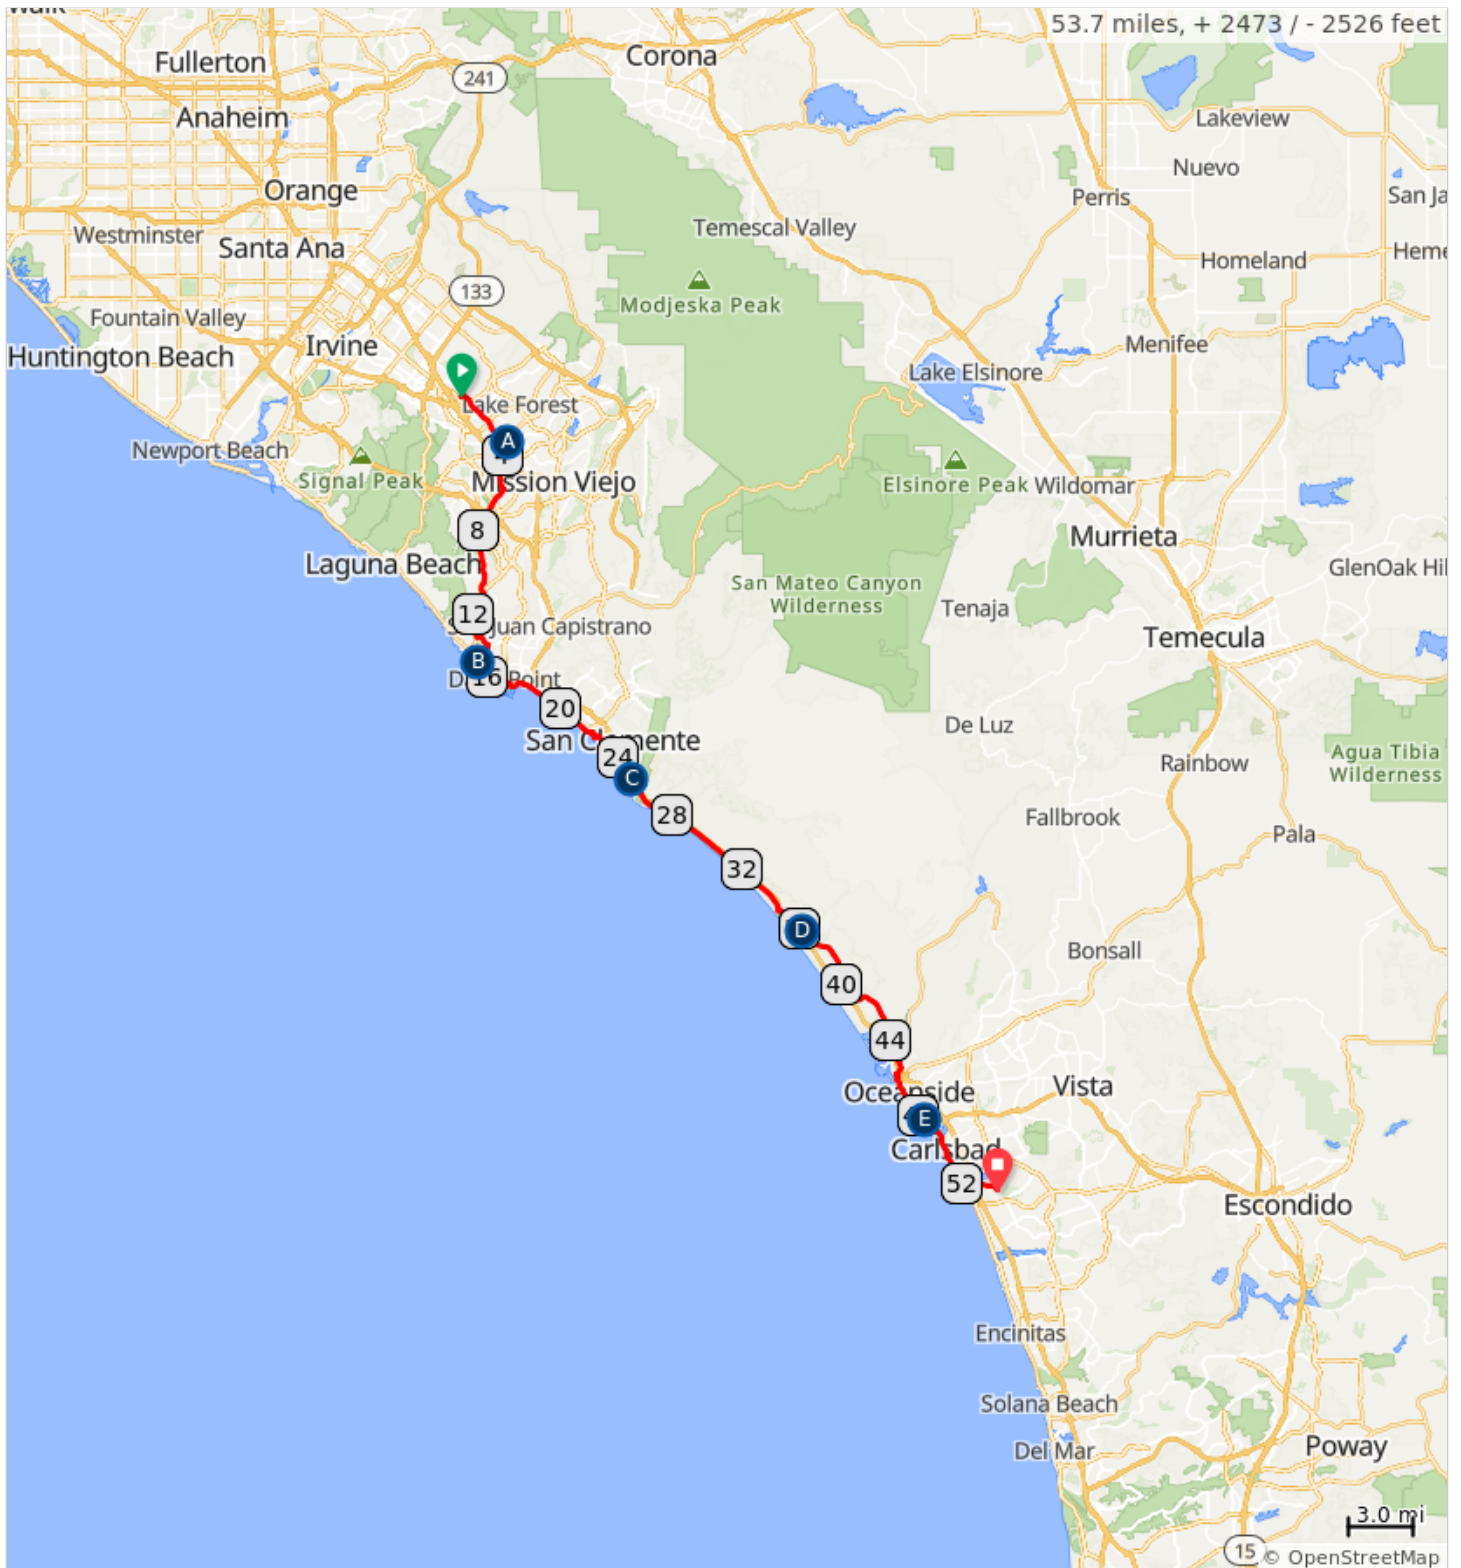 53.7 miles, + 2473 / - 2526 feet
Corona
Fullerton
241
Anaheim
Lakeview
Nuevo
Orange
Perris
Westminster
Temescal Valley
Santa Ana
Homeland
133
Modjeska Peak
Fountain Valley
Irvine
Menifee
Huntington Beach
Lake Elsinore
Lake Forest
A
Newport Beach
Signal Peak
Mission Viejo
Elsinore Peak
Wildomar
8
Murrieta
Laguna Beach
GlenOak
San Mateo Canyon
Wilderness
Tenaja
12
Juan Capistrano
Temecula
B
16
Point
20
De Luz
San Clemente
24
C
Rainbow
Agua Tibia
Wilderness
28
Fallbrook
Pala
32
D
Bonsall
40
44
Oceanside
Vista
E
Carlsbad
52
Escondido
Encinitas
Solana Beach
Del Mar
Poway
3.0 mi
15
© OpenStreetMap